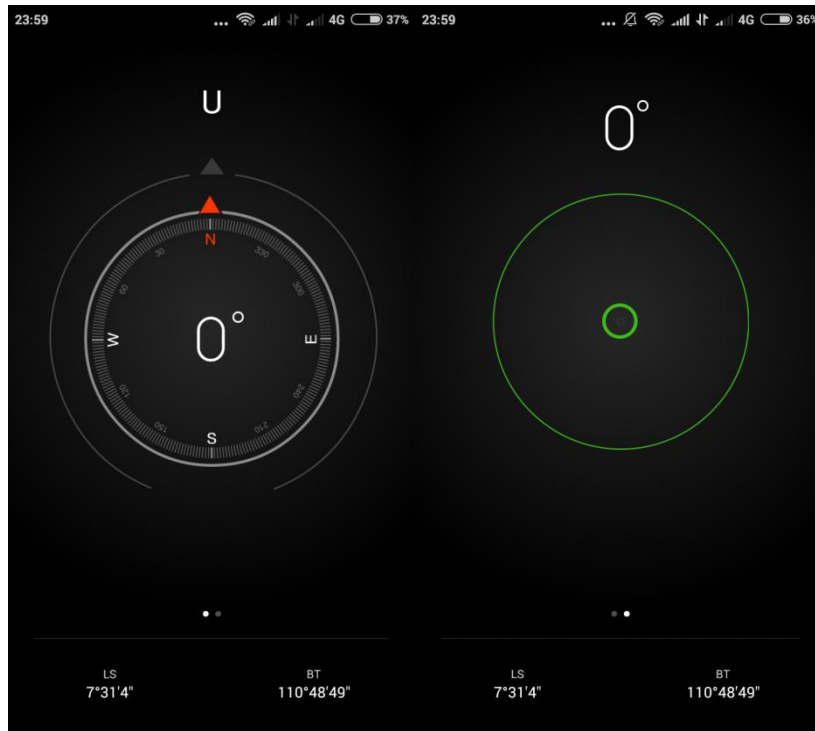 23:59 ... 4G 37%
U
N
30 330
60 300
W 0° E
120 240
150 210
S
LS BT
7°31'4" 110°48'49"
23:59 ... 4G 36%
0°
LS BT
7°31'4" 110°48'49"